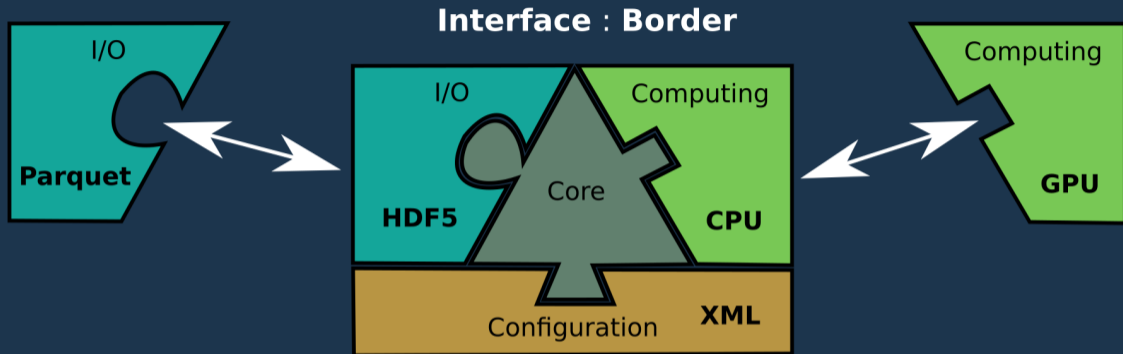 Interface : Border
I/O
Parquet
I/O
HDF5
Core
Computing
CPU
Configuration
XML
Computing
GPU